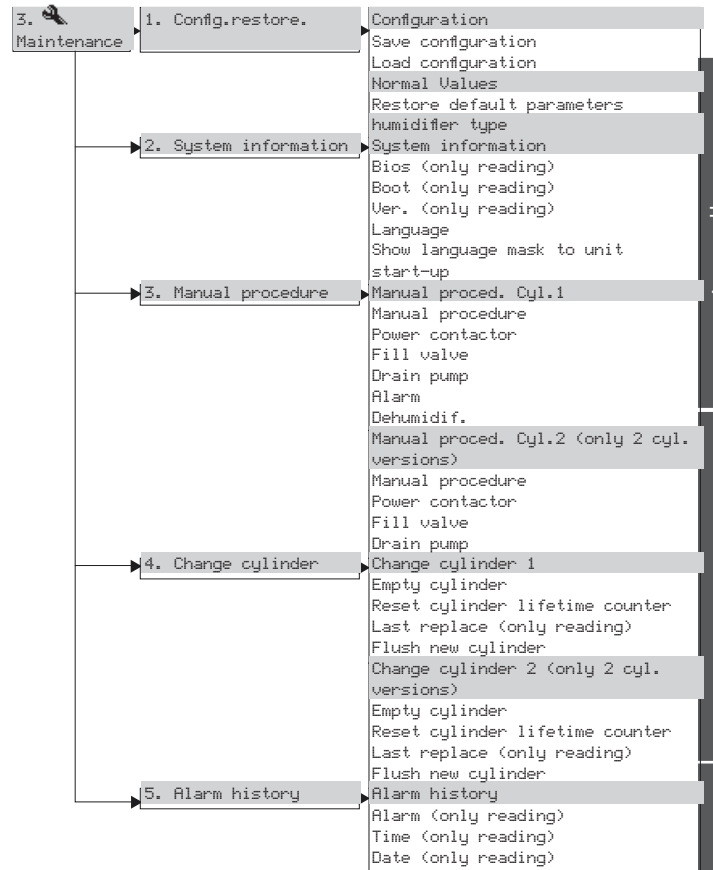 3.
Maintenance
1. Config.restore.
Configuration
Save configuration
Load configuration
Normal Values
Restore default parameters
humidifier type
2. System information
System information
Bios (only reading)
Boot (only reading)
Ver. (only reading)
Language
Show language mask to unit
start-up
3. Manual procedure
Manual proced. Cyl.1
Manual procedure
Power contactor
Fill valve
Drain pump
Alarm
Dehumidif.
Manual proced. Cyl.2 (only 2 cyl.
versions)
Manual procedure
Power contactor
Fill valve
Drain pump
4. Change cylinder
Change cylinder 1
Empty cylinder
Reset cylinder lifetime counter
Last replace (only reading)
Flush new cylinder
Change cylinder 2 (only 2 cyl.
versions)
Empty cylinder
Reset cylinder lifetime counter
Last replace (only reading)
Flush new cylinder
5. Alarm history
Alarm history
Alarm (only reading)
Time (only reading)
Date (only reading)